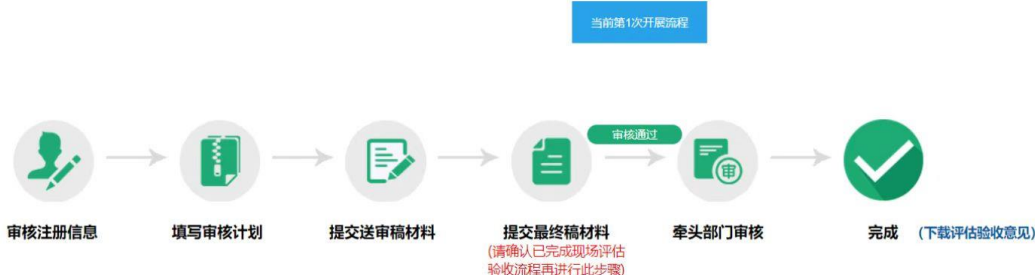 当前第1次开展流程
审核通过
审
审核注册信息
填写审核计划
提交送审稿材料
提交最终稿材料
(请确认已完成现场评估
验收流程再进行此步骤)
牵头部门审核
完成
(下载评估验收意见)